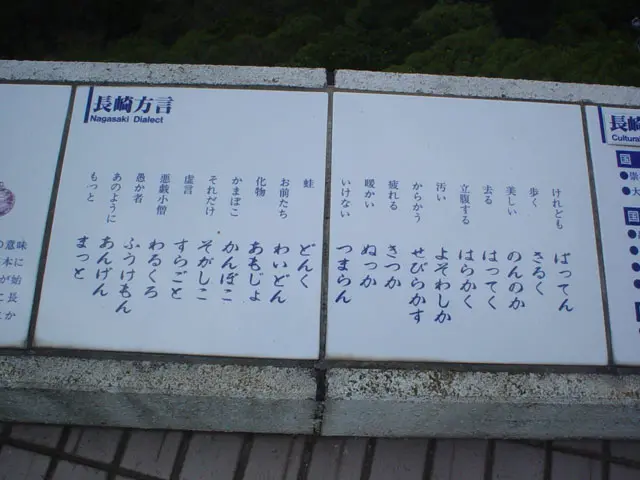 長崎方言
Nagasaki Dialect
けれども ばってん
歩く さるく
美しい のんのか
去る はってく
立腹する はらかく
汚い よそわしか
からかう せびらかす
疲れる きつか
暖かい ぬっか
いけない つまらん
蛙 どんく
お前たち わいどん
化物 あもじょ
かまぼこ かんぼこ
それだけ そがしこ
虚言 すらごと
悪戯小僧 わるくろ
愚か者 ふうけもん
あのように あんげん
もっと まっと
の意味
本に
が始
に長
とか
長崎
Cultural
国
国